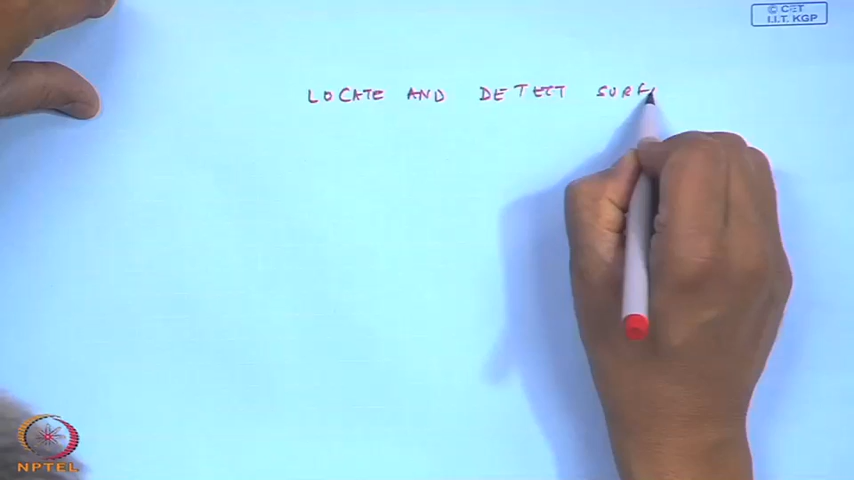 © CET
I.I.T. KGP
LOCATE AND DETECT SURF
NPTEL